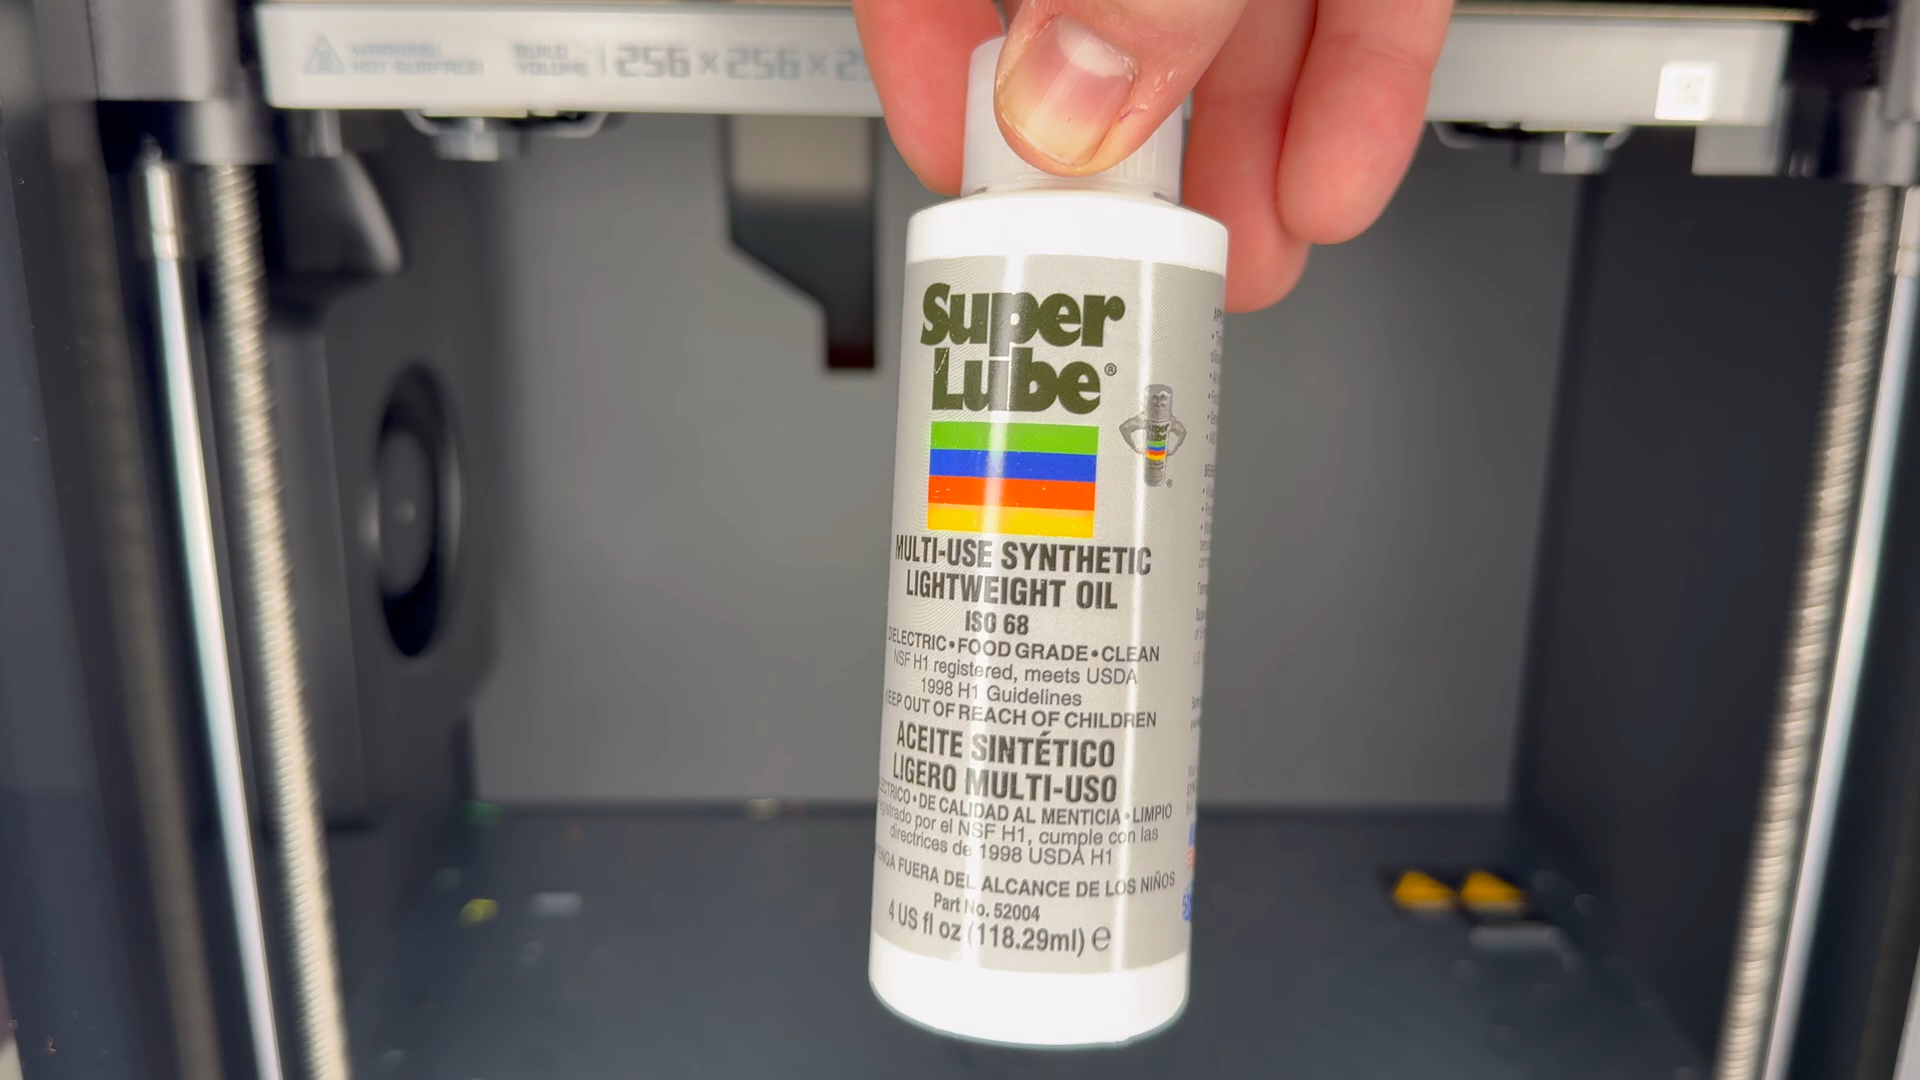 WARNING!
HOT SURFACE!
BUILD
VOLUME
256×256×
Super
Lube®
MULTI-USE SYNTHETIC
LIGHTWEIGHT OIL
ISO 68
DIELECTRIC•FOOD GRADE•CLEAN
NSF H1 registered, meets USDA
1998 H1 Guidelines
KEEP OUT OF REACH OF CHILDREN
ACEITE SINTÉTICO
LIGERO MULTI-USO
•DE CALIDAD AL MENTICIA•LIMPIO
por el NSF H1, cumple con las
directrices de 1998 USDA H1
FUERA DEL ALCANCE DE LOS NIÑOS
Part No. 52004
4 US fl oz (118.29ml) e